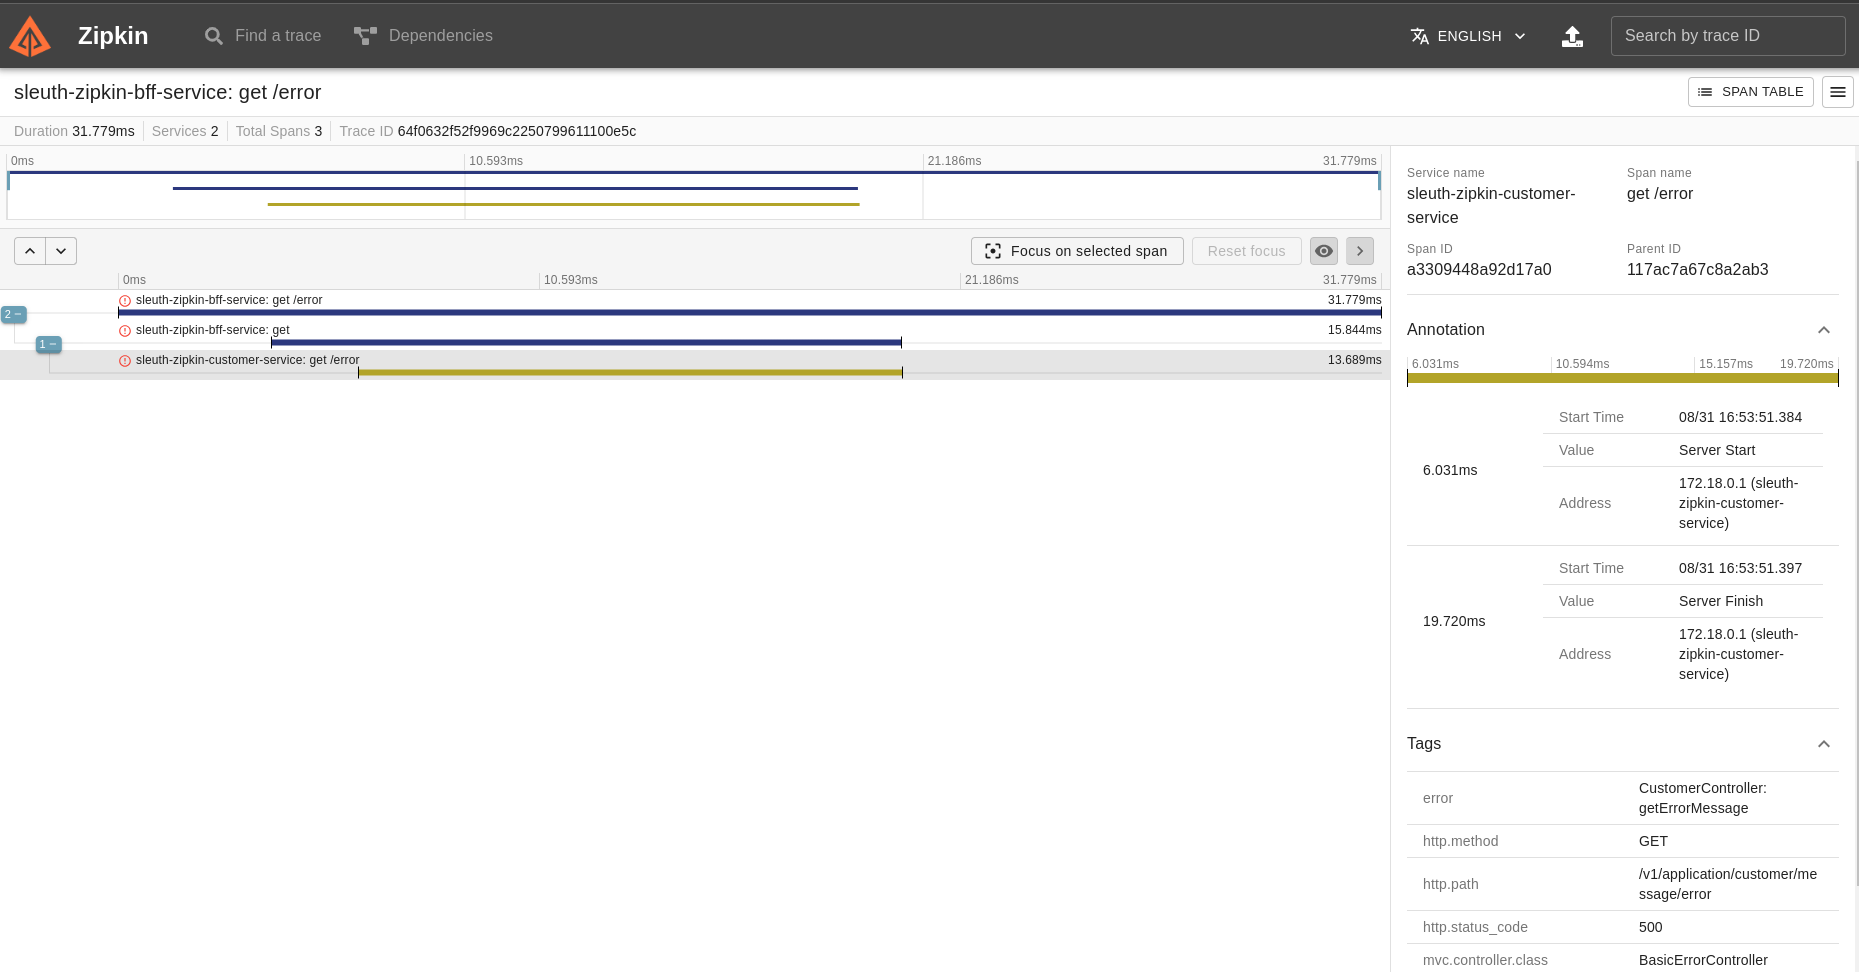 Zipkin
Find a trace
Dependencies
ENGLISH
Search by trace ID
sleuth-zipkin-bff-service: get /error
SPAN TABLE
Duration 31.779ms Services 2 Total Spans 3 Trace ID 64f0632f52f9969c2250799611100e5c
0ms 10.593ms 21.186ms 31.779ms
Focus on selected span
Reset focus
0ms 10.593ms 21.186ms 31.779ms
sleuth-zipkin-bff-service: get /error 31.779ms
2 −
sleuth-zipkin-bff-service: get 15.844ms
1 −
sleuth-zipkin-customer-service: get /error 13.689ms
Service name
sleuth-zipkin-customer-
service
Span name
get /error
Span ID
a3309448a92d17a0
Parent ID
117ac7a67c8a2ab3
Annotation
6.031ms 10.594ms 15.157ms 19.720ms
6.031ms
Start Time 08/31 16:53:51.384
Value Server Start
Address
172.18.0.1 (sleuth-
zipkin-customer-
service)
19.720ms
Start Time 08/31 16:53:51.397
Value Server Finish
Address
172.18.0.1 (sleuth-
zipkin-customer-
service)
Tags
error
CustomerController:
getErrorMessage
http.method GET
http.path
/v1/application/customer/me
ssage/error
http.status_code 500
mvc.controller.class BasicErrorController